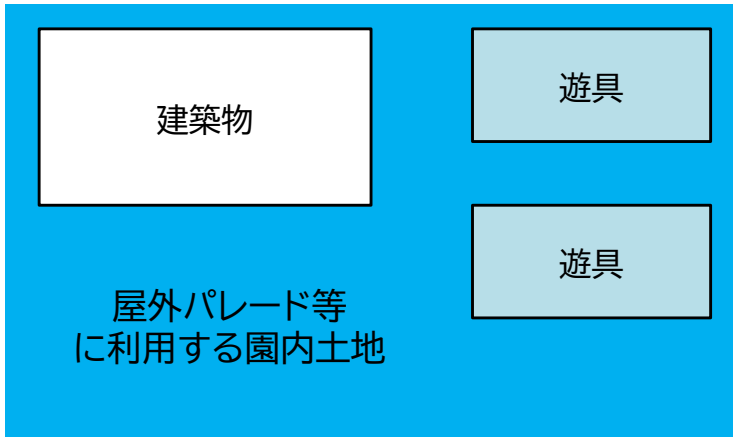 建築物
遊具
遊具
屋外パレード等
に利用する園内土地